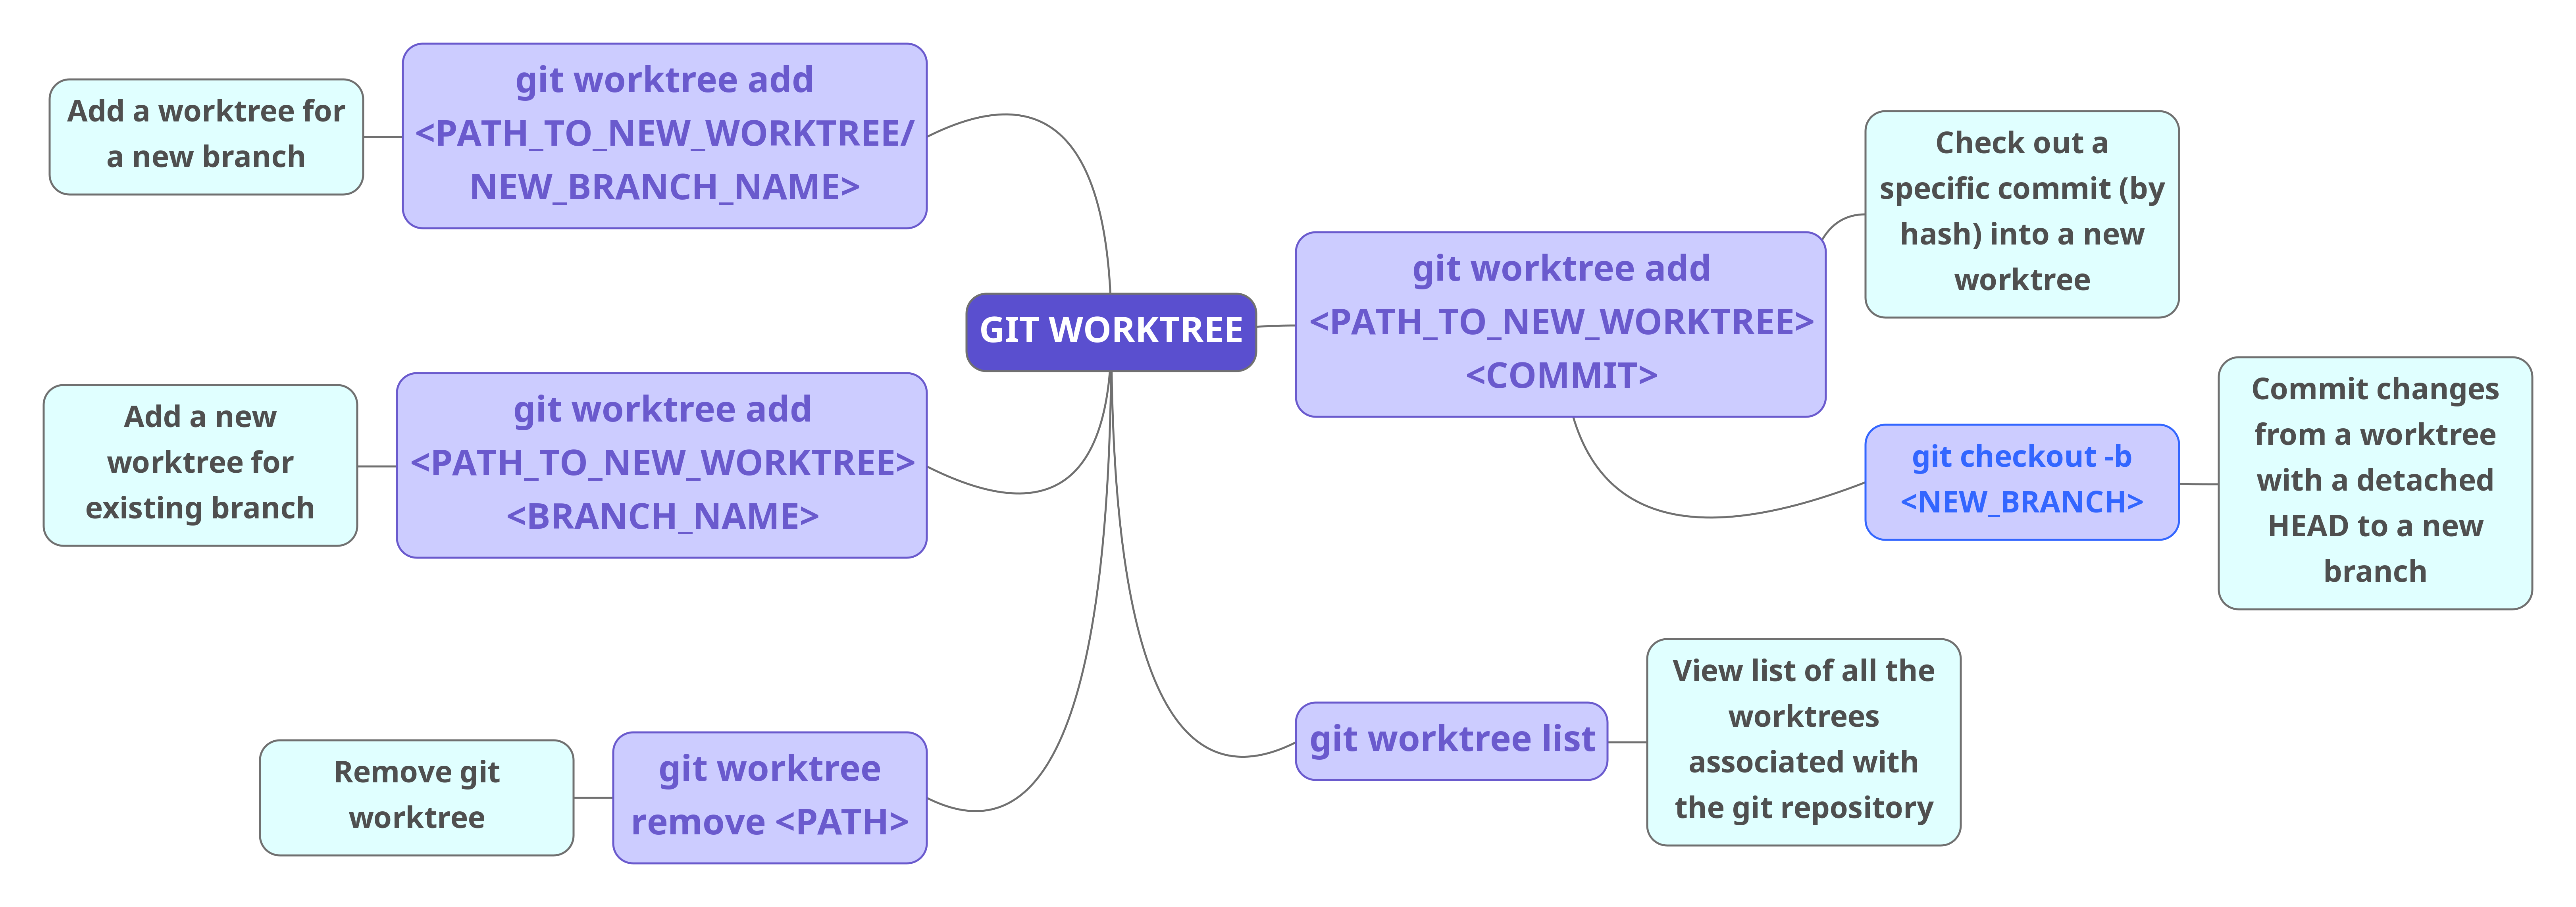 Add a worktree for
a new branch
git worktree add
<PATH_TO_NEW_WORKTREE/
NEW_BRANCH_NAME>
Add a new
worktree for
existing branch
git worktree add
<PATH_TO_NEW_WORKTREE>
<BRANCH_NAME>
Remove git
worktree
git worktree
remove <PATH>
GIT WORKTREE
git worktree add
<PATH_TO_NEW_WORKTREE>
<COMMIT>
Check out a
specific commit (by
hash) into a new
worktree
git checkout -b
<NEW_BRANCH>
Commit changes
from a worktree
with a detached
HEAD to a new
branch
git worktree list
View list of all the
worktrees
associated with
the git repository